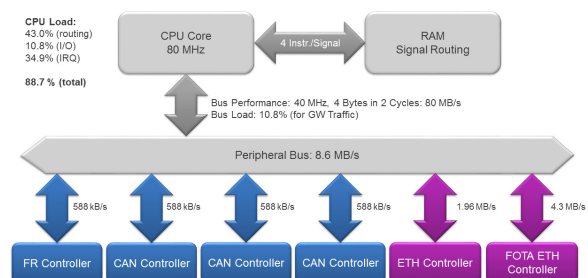 CPU Load:
43.0% (routing)
10.8% (I/O)
34.9% (IRQ)
88.7 % (total)
CPU Core
80 MHz
4 Instr./Signal
RAM
Signal Routing
Bus Performance: 40 MHz, 4 Bytes in 2 Cycles: 80 MB/s
Bus Load: 10.8% (for GW Traffic)
Peripheral Bus: 8.6 MB/s
588 kB/s
588 kB/s
588 kB/s
588 kB/s
1.96 MB/s
4.3 MB/s
FR Controller
CAN Controller
CAN Controller
CAN Controller
ETH Controller
FOTA ETH
Controller